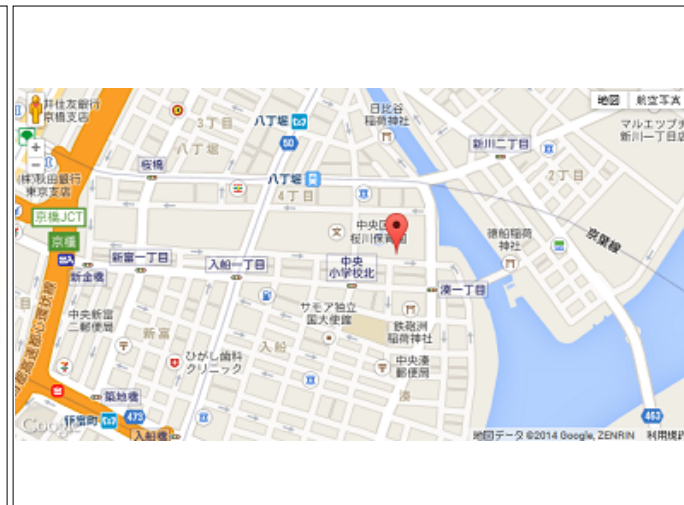 井住友銀行
京橋支店
3丁目
八丁堀
日比谷
稲荷神社
地図
航空写真
マルエツプチ
新川一丁目店
50
八丁堀
新川二丁目
桜橋
2丁目
(株)秋田銀行
東京支店
八丁堀
4丁目
京橋JCT
京橋
中央区
桜川保育園
徳船稲荷
神社
京葉線
出入
新富一丁目
入船一丁目
中央
小学校北
新金橋
湊一丁目
中央新富
二郵便局
サモア独立
国大使館
新富
鉄砲洲
稲荷神社
入船
ひがし歯科
クリニック
中央湊
郵便局
湊
築地橋
473
入船橋
463
Google
地図データ ©2014 Google, ZENRIN
利用規約